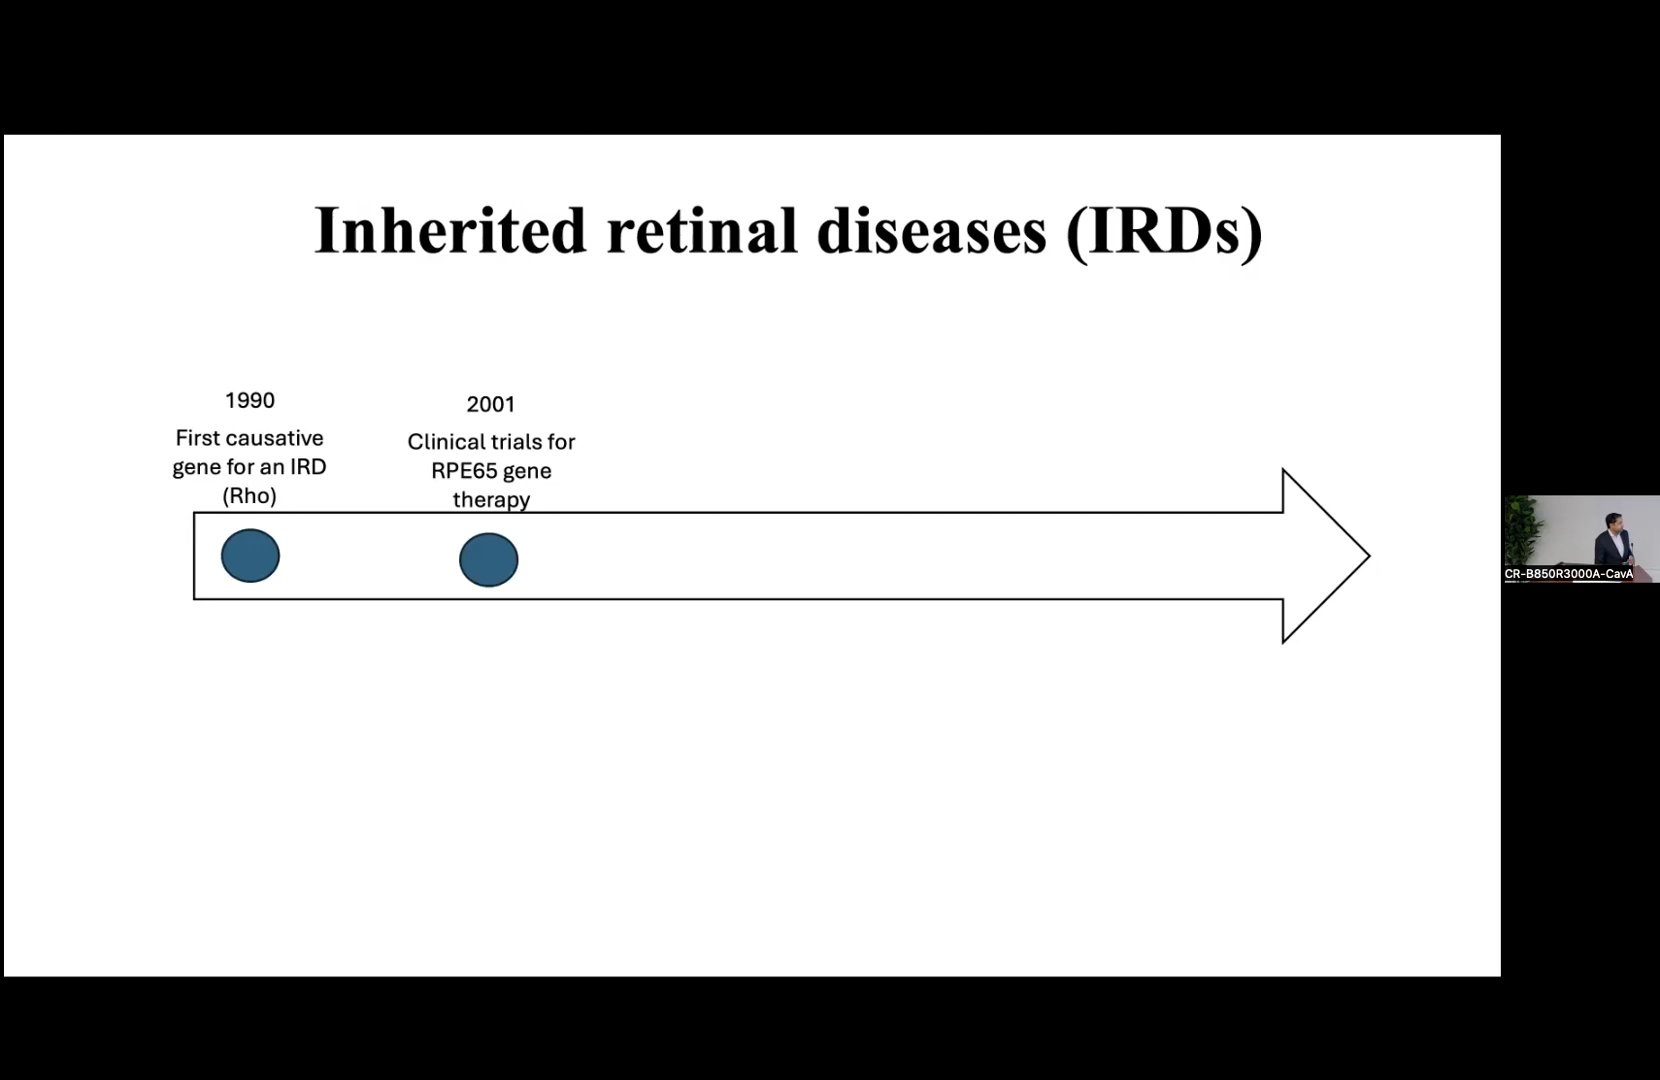 Inherited retinal diseases (IRDs)
1990
First causative
gene for an IRD
(Rho)
2001
Clinical trials for
RPE65 gene
therapy
CR-B850R3000A-CavA